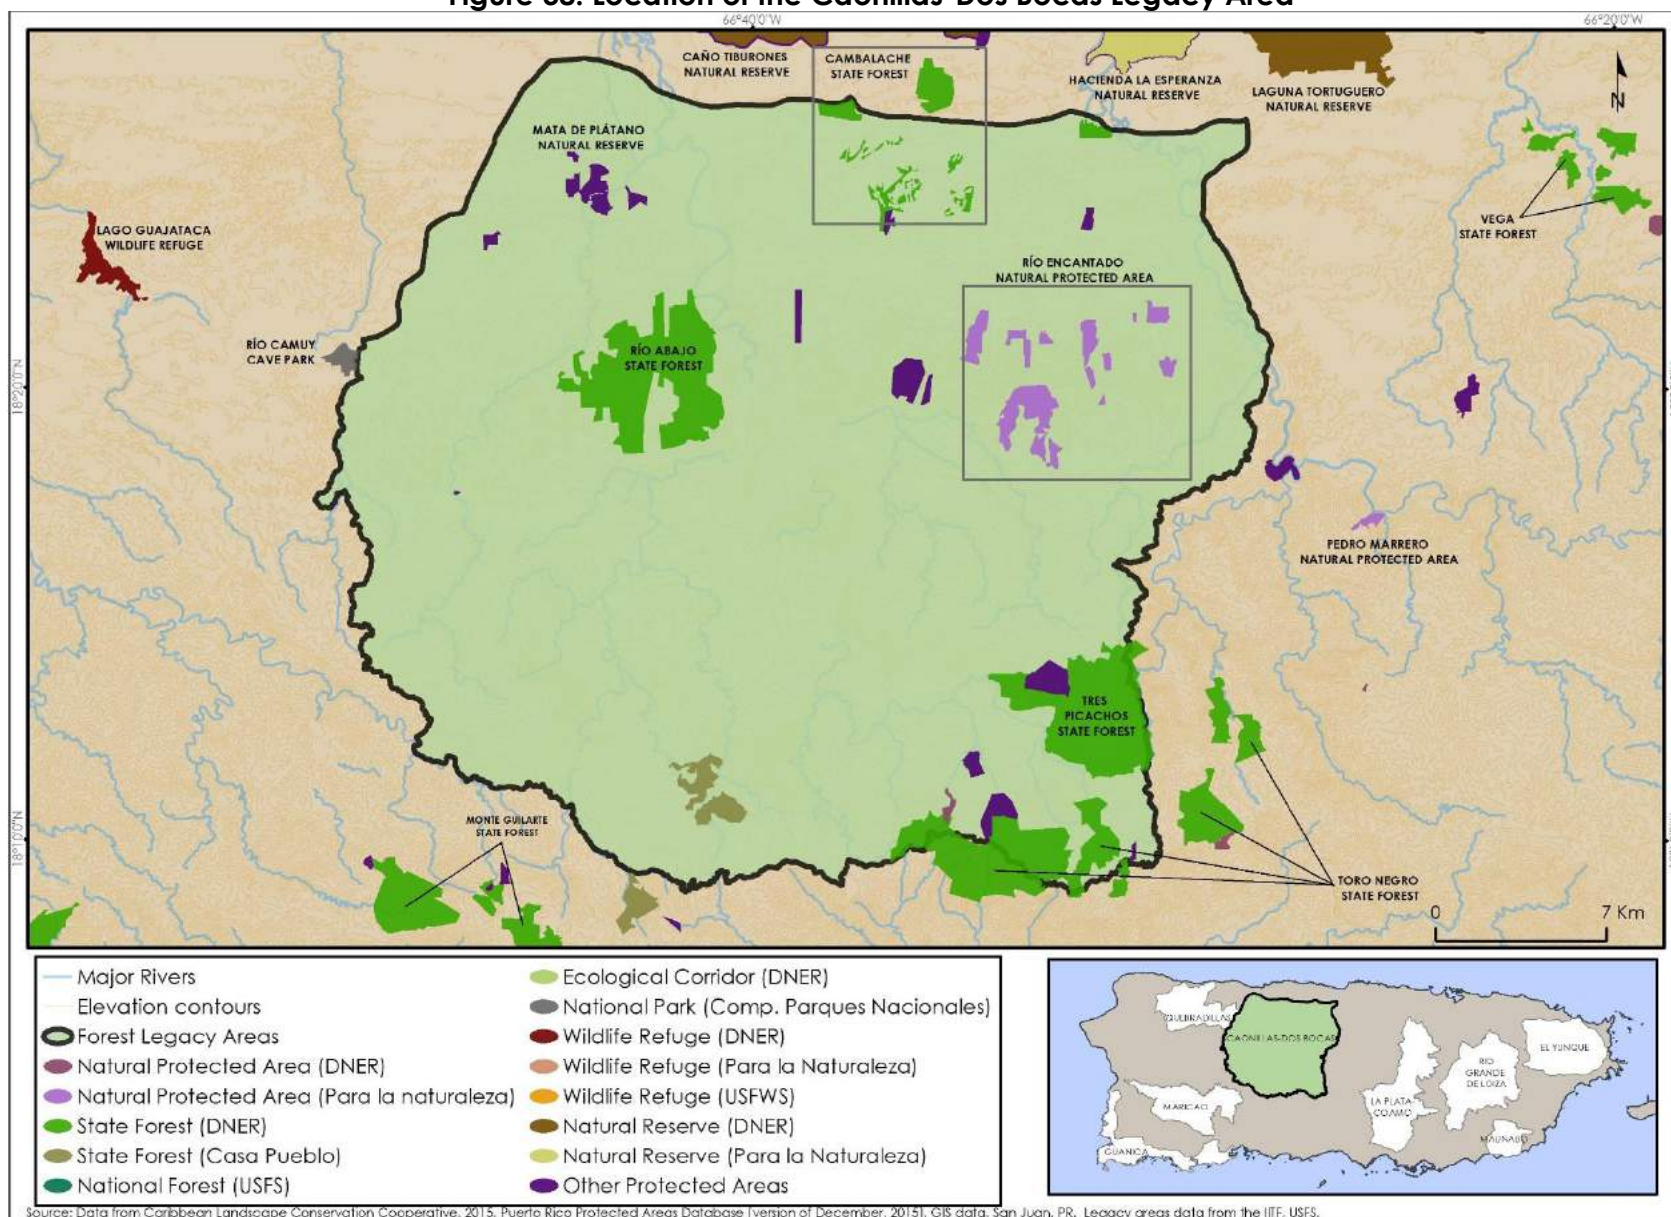 Figure 66. Location of the Caonillas-Dos Bocas Legacy Area
66°40'0"W
66°20'0"W
CAÑO TIBURONES
NATURAL RESERVE
CAMBALACHE
STATE FOREST
HACIENDA LA ESPERANZA
NATURAL RESERVE
LAGUNA TORTUGUERO
NATURAL RESERVE
N
MATA DE PLÁTANO
NATURAL RESERVE
LAGO GUAJATACA
WILDLIFE REFUGE
VEGA
STATE FOREST
RÍO ENCANTADO
NATURAL PROTECTED AREA
RÍO CAMUY
CAVE PARK
RÍO ABAJO
STATE FOREST
18°20'0"N
PEDRO MARRERO
NATURAL PROTECTED AREA
TRES
PICACHOS
STATE FOREST
MONTE GUILARTE
STATE FOREST
18°10'0"N
TORO NEGRO
STATE FOREST
0 7 Km
Major Rivers
Elevation contours
Forest Legacy Areas
Natural Protected Area (DNER)
Natural Protected Area (Para la naturaleza)
State Forest (DNER)
State Forest (Casa Pueblo)
National Forest (USFS)
Ecological Corridor (DNER)
National Park (Comp. Parques Nacionales)
Wildlife Refuge (DNER)
Wildlife Refuge (Para la Naturaleza)
Wildlife Refuge (USFWS)
Natural Reserve (DNER)
Natural Reserve (Para la Naturaleza)
Other Protected Areas
QUEBRADILLAS
CAONILLAS-DOS BOCAS
EL YUNQUE
RIO
GRANDE
DE LOIZA
LA PLATA-
COAMO
MARICAO
MAUNABO
GUANICA
Source: Data from Caribbean Landscape Conservation Cooperative. 2015. Puerto Rico Protected Areas Database [version of December, 2015]. GIS data. San Juan, PR. Legacy areas data from the IITF, USFS.